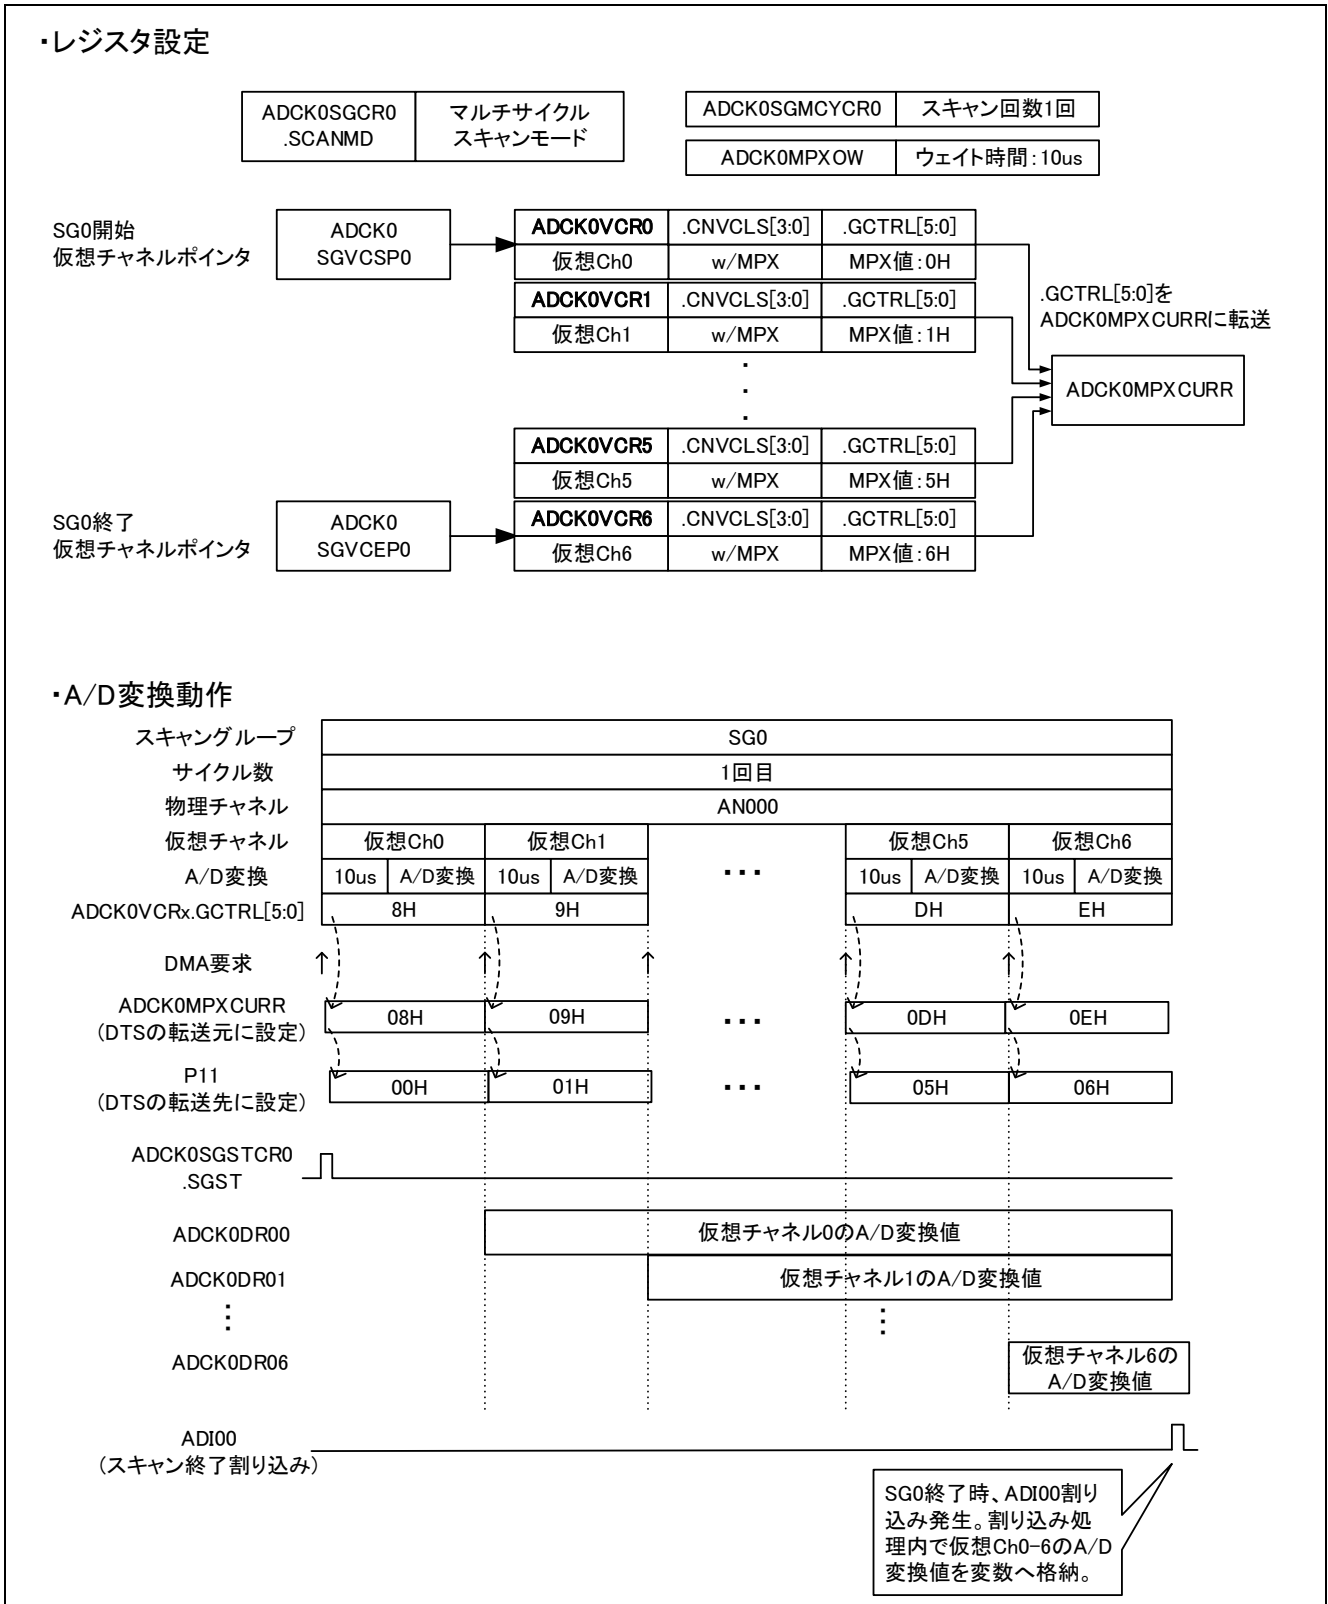 ・レジスタ設定
ADCK0SGCR0
.SCANMD
マルチサイクル
スキャンモード
ADCK0SGMCYCR0
スキャン回数1回
ADCK0MPXOW
ウェイト時間：10us
SG0開始
仮想チャネルポインタ
ADCK0
SGVCSP0
ADCK0VCR0 .CNVCLS[3:0] .GCTRL[5:0]
仮想Ch0 w/MPX MPX値：0H
ADCK0VCR1 .CNVCLS[3:0] .GCTRL[5:0]
仮想Ch1 w/MPX MPX値：1H
.GCTRL[5:0]を
ADCK0MPXCURRに転送
ADCK0MPXCURR
・
・
・
ADCK0VCR5 .CNVCLS[3:0] .GCTRL[5:0]
仮想Ch5 w/MPX MPX値：5H
SG0終了
仮想チャネルポインタ
ADCK0
SGVCEP0
ADCK0VCR6 .CNVCLS[3:0] .GCTRL[5:0]
仮想Ch6 w/MPX MPX値：6H
・A/D変換動作
スキャングループ SG0
サイクル数 1回目
物理チャネル AN000
仮想チャネル 仮想Ch0 仮想Ch1 仮想Ch5 仮想Ch6
A/D変換 10us A/D変換 10us A/D変換 ・・・ 10us A/D変換 10us A/D変換
ADCK0VCRx.GCTRL[5:0] 8H 9H DH EH
DMA要求
ADCK0MPXCURR
(DTSの転送元に設定)
08H 09H ・・・ 0DH 0EH
P11
(DTSの転送先に設定)
00H 01H ・・・ 05H 06H
ADCK0SGSTCR0
.SGST
ADCK0DR00 仮想チャネル0のA/D変換値
ADCK0DR01 仮想チャネル1のA/D変換値
⋮ ⋮
ADCK0DR06
仮想チャネル6の
A/D変換値
ADI00
(スキャン終了割り込み)
SG0終了時、ADI00割り
込み発生。割り込み処
理内で仮想Ch0-6のA/D
変換値を変数へ格納。